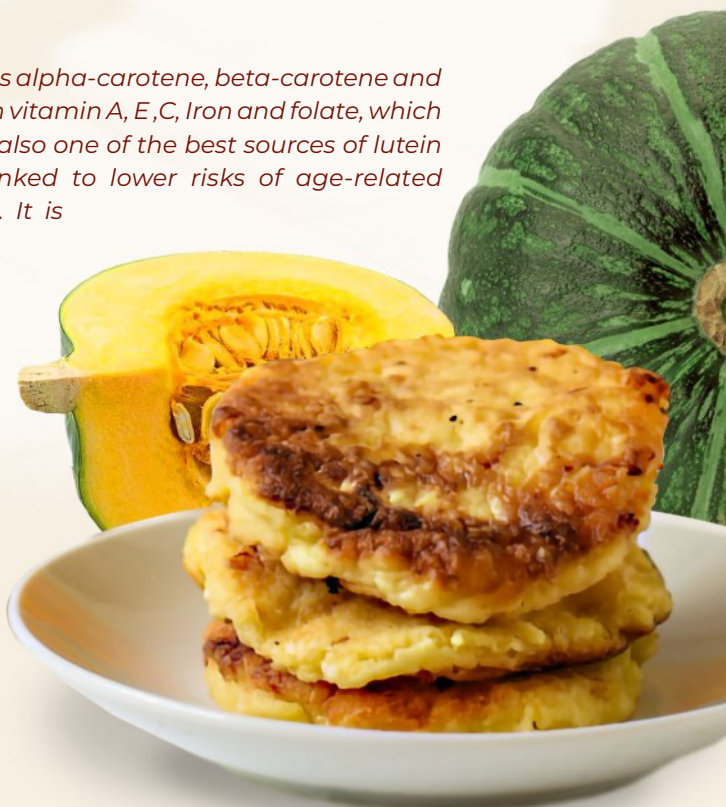 s alpha-carotene, beta-carotene and
vitamin A, E ,C, Iron and folate, which
also one of the best sources of lutein
nked to lower risks of age-related
. It is